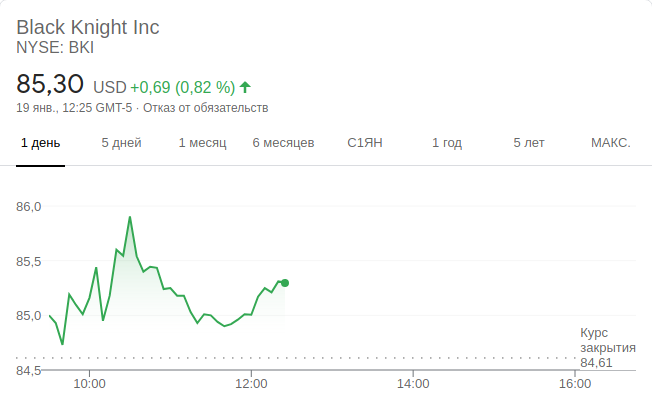 Black Knight Inc
NYSE: BKI
85,30 USD +0,69 (0,82 %)
19 янв., 12:25 GMT-5 · Отказ от обязательств
1 день 5 дней 1 месяц 6 месяцев С1ЯН 1 год 5 лет МАКС.
86,0
85,5
85,0
Курс
закрытия
84,61
84,5
10:00 12:00 14:00 16:00